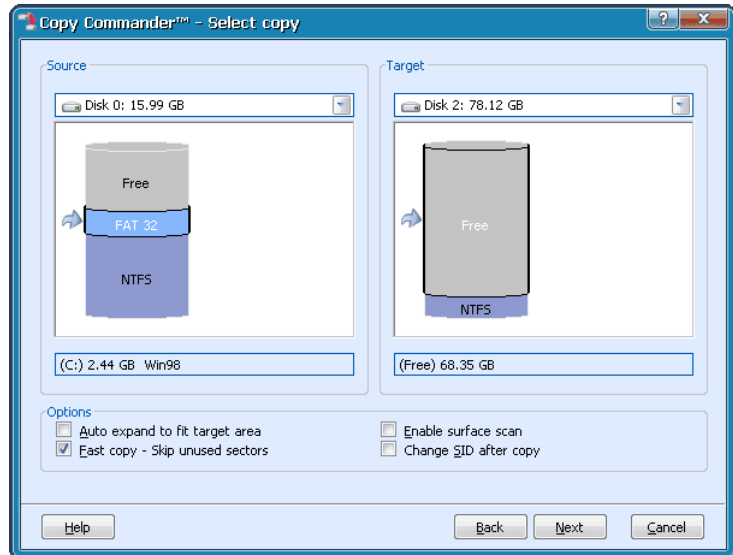 Copy Commander™ - Select copy
Source
Disk 0: 15.99 GB
Free
FAT 32
NTFS
(C:) 2.44 GB Win98
Target
Disk 2: 78.12 GB
Free
NTFS
(Free) 68.35 GB
Options
Auto expand to fit target area
Fast copy - Skip unused sectors
Enable surface scan
Change SID after copy
Help
Back
Next
Cancel